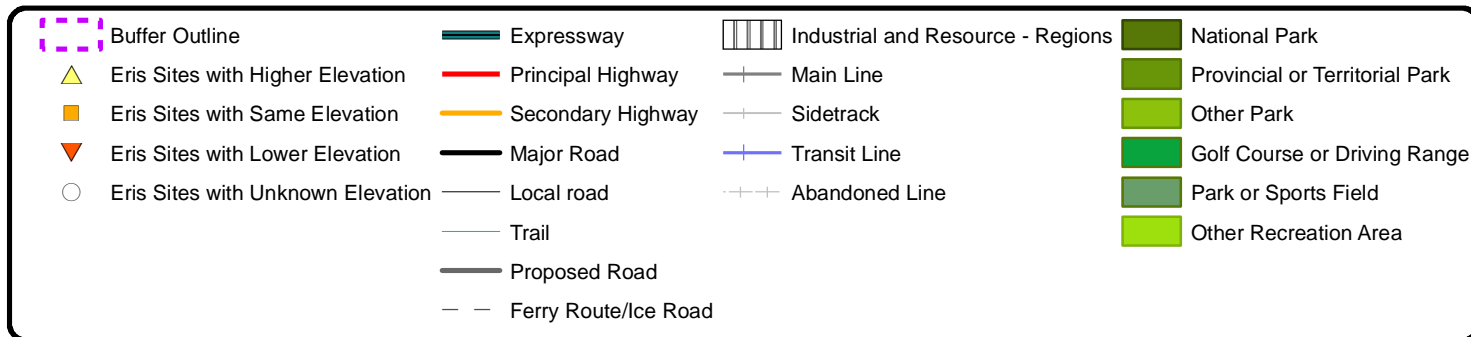 Buffer Outline
Eris Sites with Higher Elevation
Eris Sites with Same Elevation
Eris Sites with Lower Elevation
Eris Sites with Unknown Elevation
Expressway
Principal Highway
Secondary Highway
Major Road
Local road
Trail
Proposed Road
Ferry Route/Ice Road
Industrial and Resource - Regions
Main Line
Sidetrack
Transit Line
Abandoned Line
National Park
Provincial or Territorial Park
Other Park
Golf Course or Driving Range
Park or Sports Field
Other Recreation Area